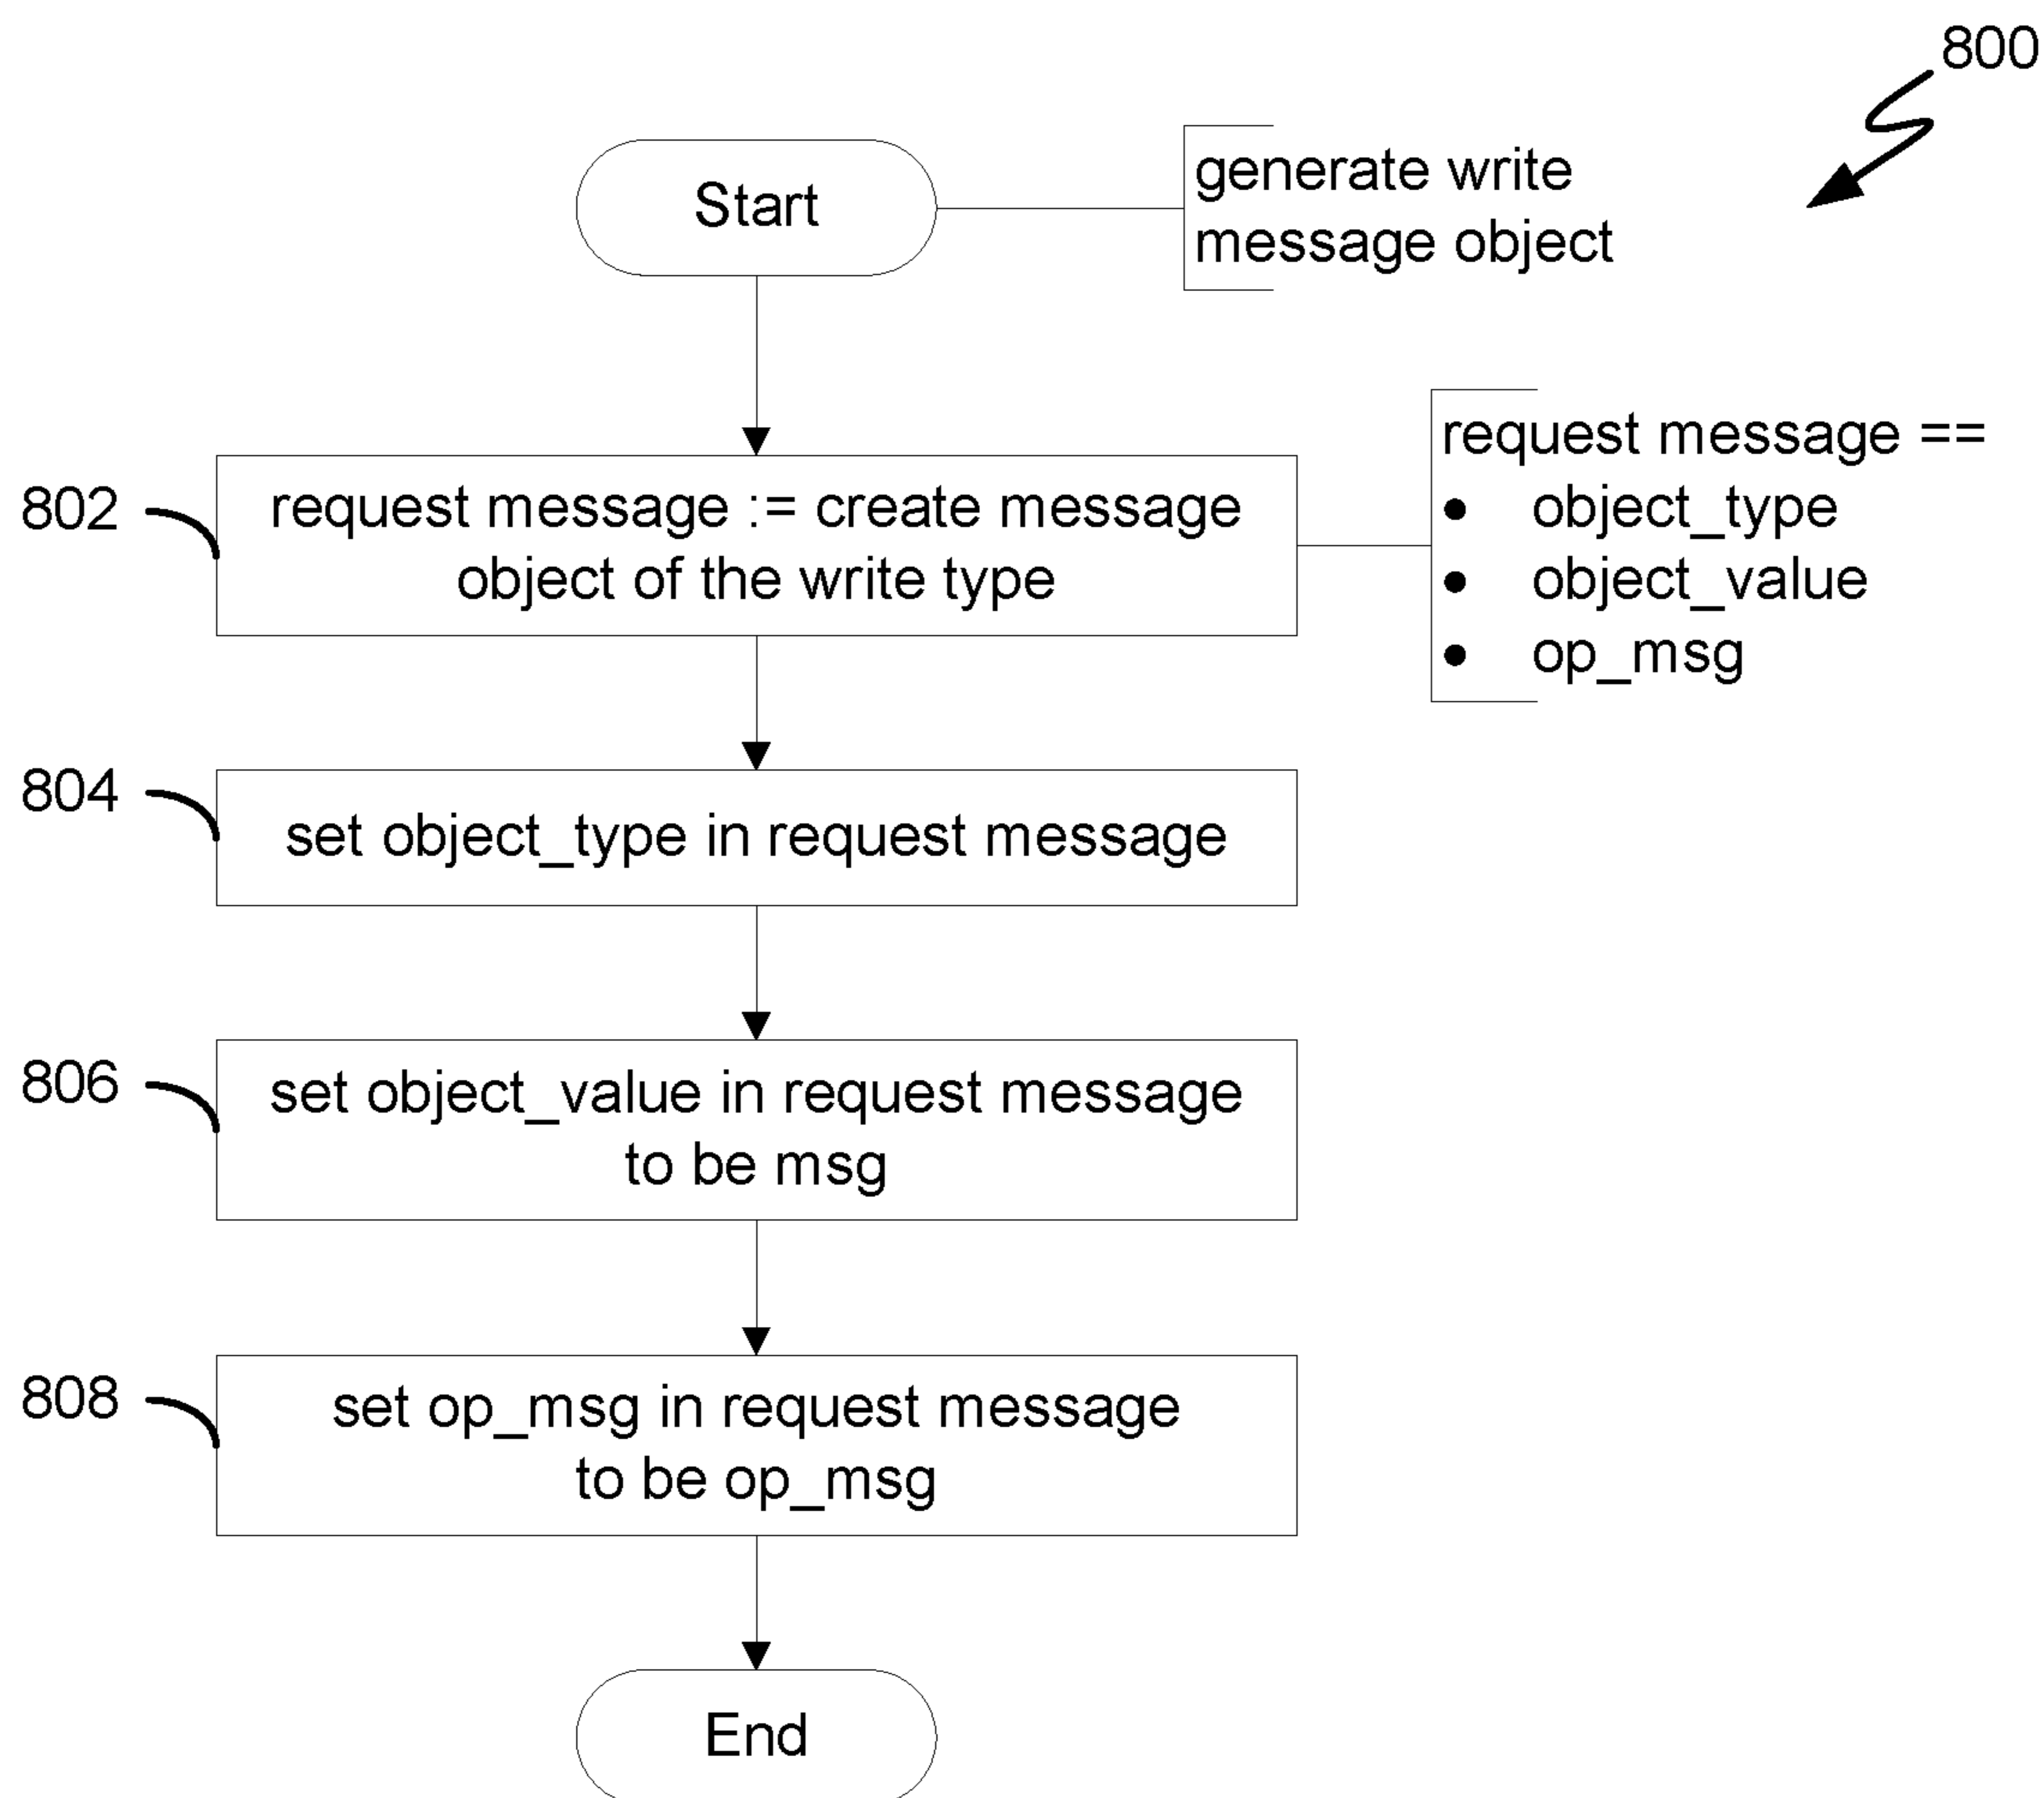 800
Start
generate write
message object
802
request message := create message
object of the write type
request message ==
• object_type
• object_value
• op_msg
804
set object_type in request message
806
set object_value in request message
to be msg
808
set op_msg in request message
to be op_msg
End